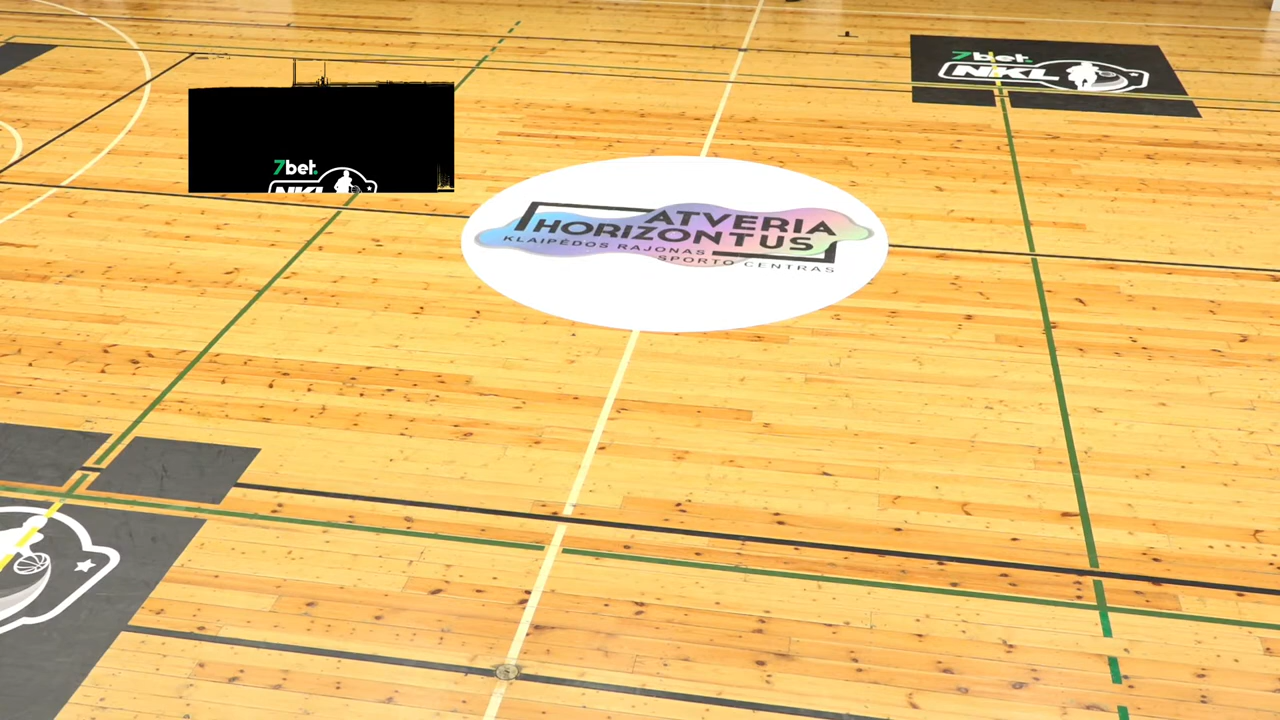 7bet.
NKL
7bet.
NKL
ATVERIA
HORIZONTUS
KLAIPĖDOS RAJONAS
SPORTO CENTRAS